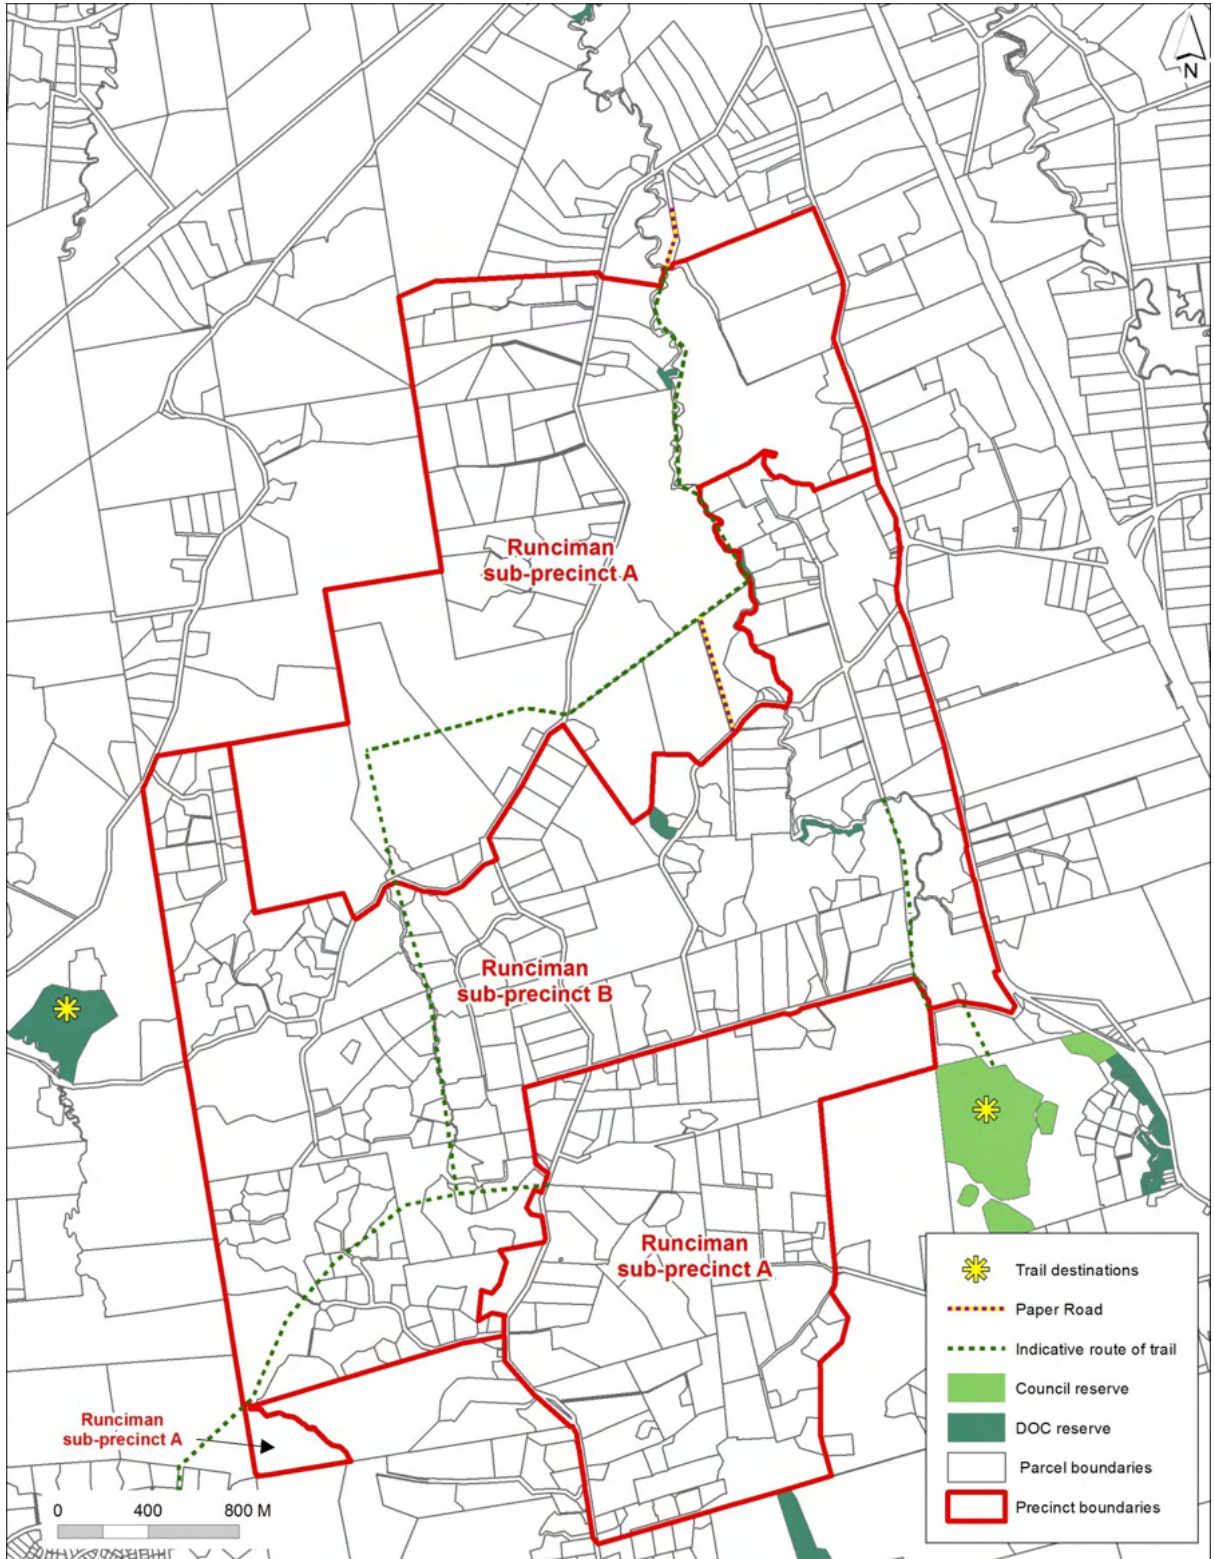 N
Runciman
sub-precinct A
Runciman
sub-precinct B
Runciman
sub-precinct A
Runciman
sub-precinct A
0 400 800 M
Trail destinations
Paper Road
Indicative route of trail
Council reserve
DOC reserve
Parcel boundaries
Precinct boundaries